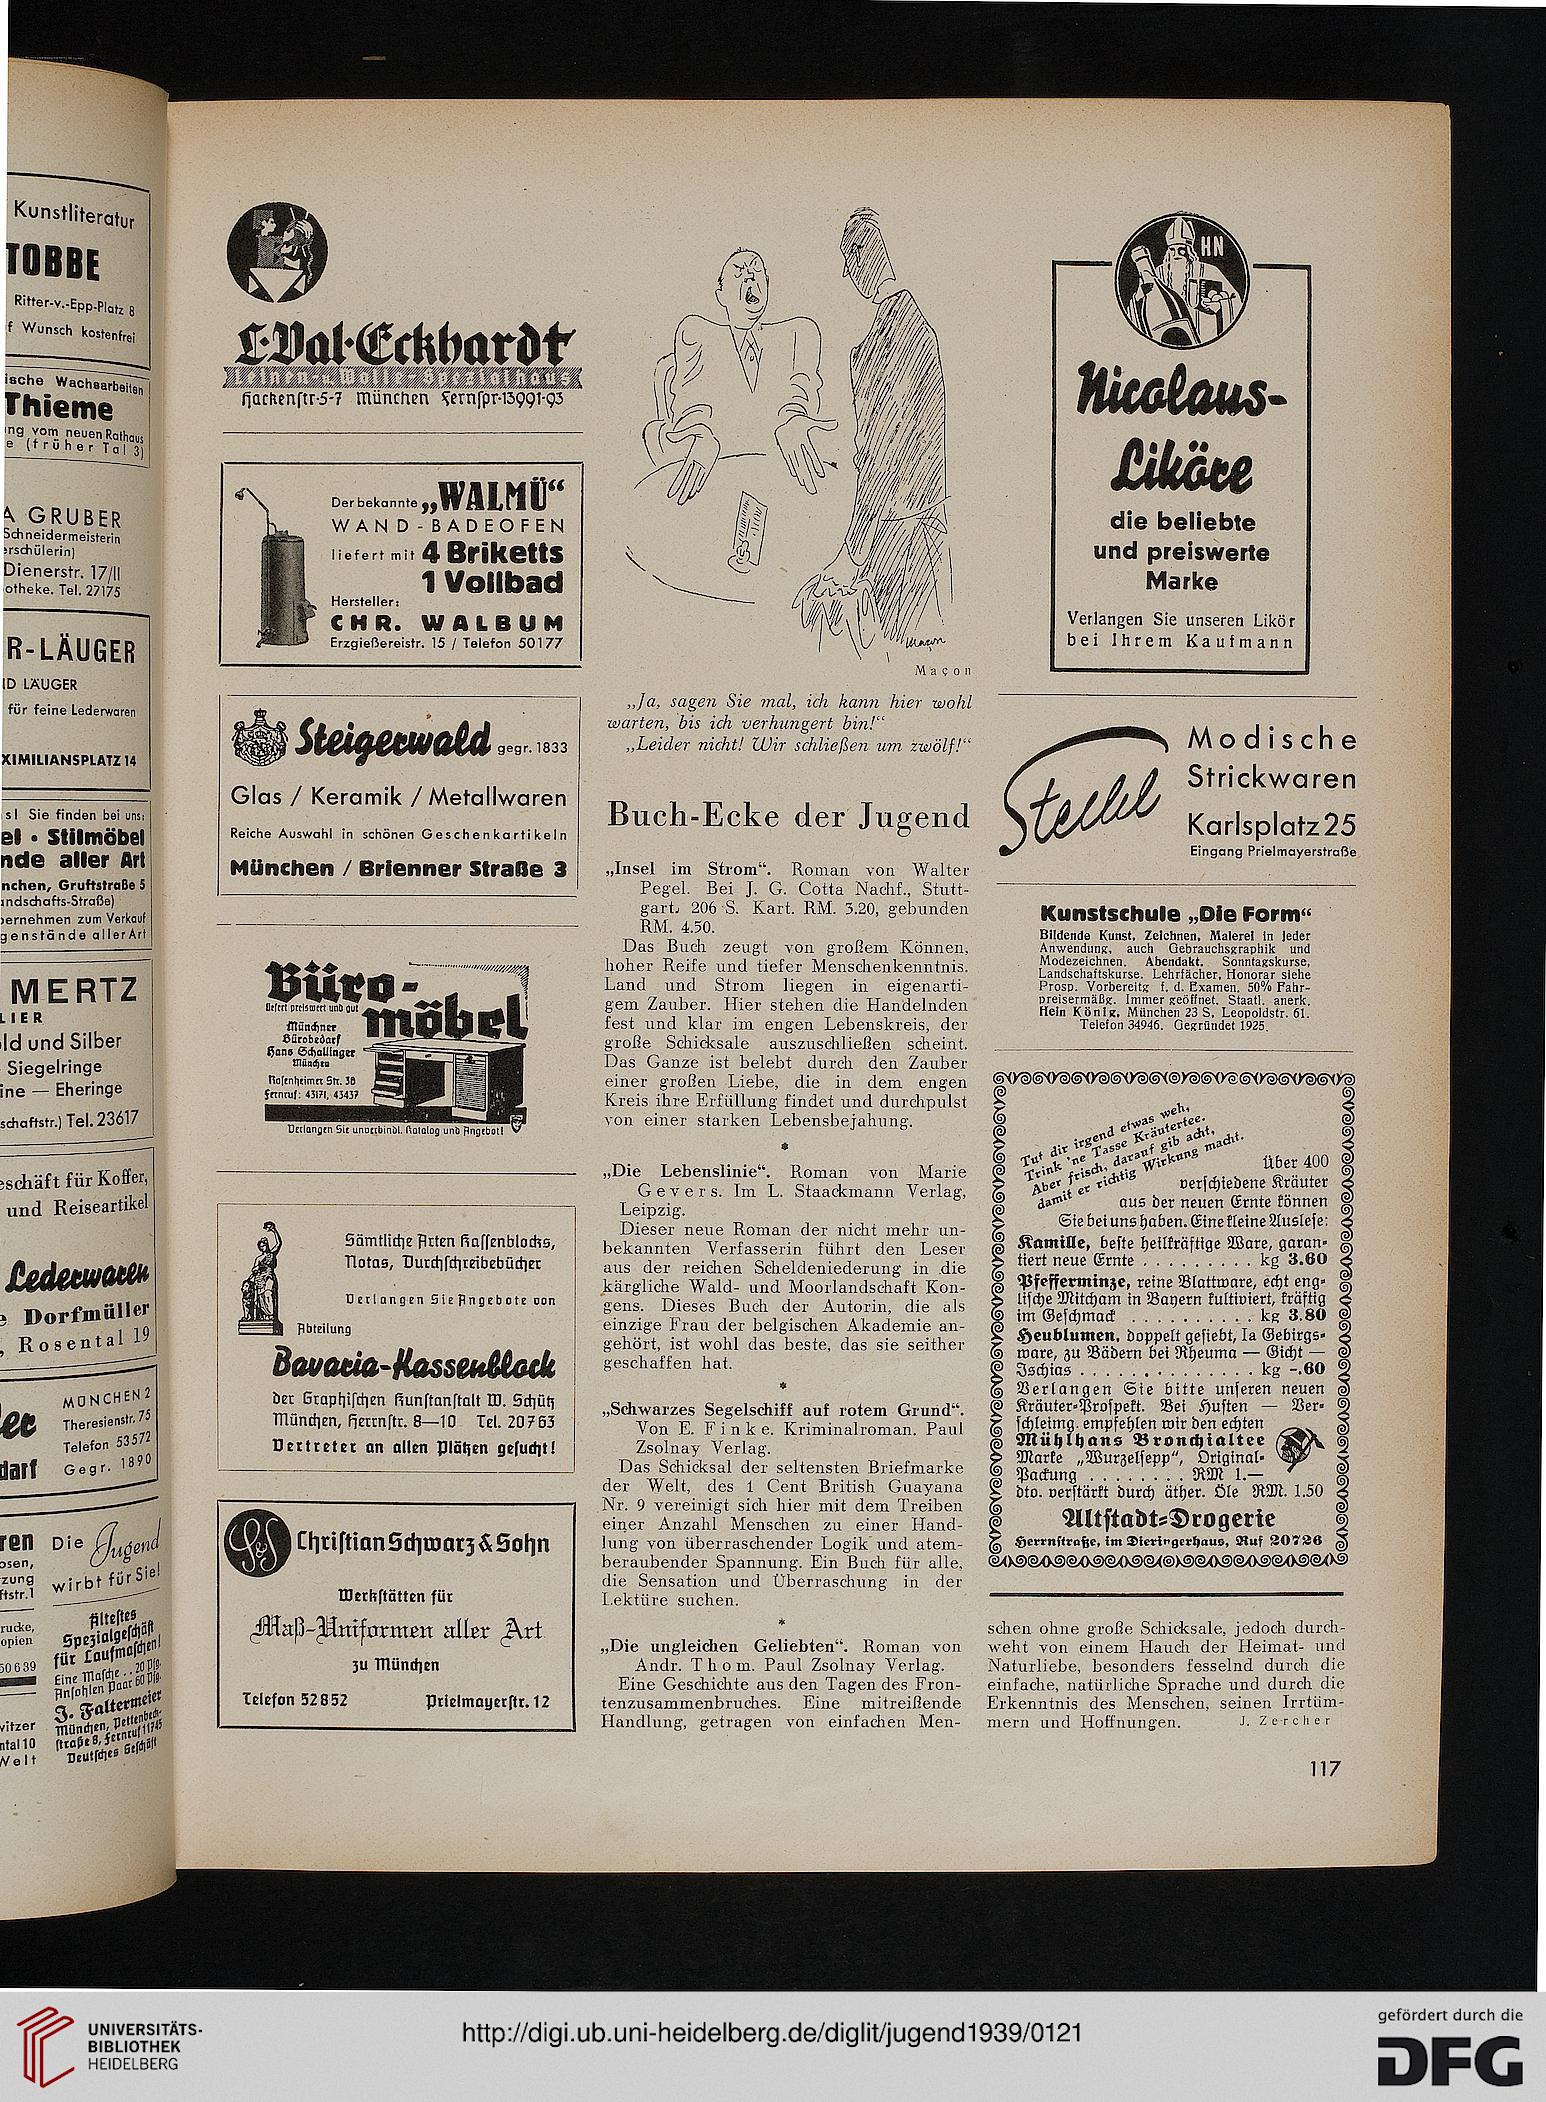 Kunstliteratur
TOBBE
Ritter-v.-Epp-Platz 8
f Wunsch kostenfrei
ische Wachsarbeiten
Thieme
ng vom neuen Rathaus
e (früher Tal 3)
A GRUBER
Schneidermeisterin
erschülerin)
Dienerstr. 17/II
otheke. Tel. 27175
R-LÄUGER
ID LÄUGER
für feine Lederwaren
XIMILIANSPLATZ 14
sl Sie finden bei uns:
el • Stilmöbel
nde aller Art
nchen, Gruftstraße 5
andschafts-Straße)
bernehmen zum Verkauf
genstände aller Art
MERTZ
LIER
ld und Silber
Siegelringe
ine — Eheringe
schaftstr.) Tel. 23617
eschäft für Koffer,
und Reiseartikel
Lederwaren
e Dorfmüller
, Rosental 19
MÜNCHEN 2
Theresienstr. 75
Telefon 53572
darf Gegr. 1890
ren Die Jugend
osen,
zung wirbt für Sie!
ftstr. 1
rucke,
opien
50639
vitzer
ntal 10
Welt
Ältestes
Spezialgeschäft
für Laufmaschen!
Eine Masche . . 20 Pfg.
Ansohlen Paar 60 Pfg.
J. Faltermeier
München, Pettenbeck-
straße 8, Fernruf 11745
Deutsches Geschäft
F·Val·Eckhardt
Leinen u. Wolle-Spezialhaus
Hackenstr·5-7 München Fernspr·13991-93
Der bekannte „WALMÜ“
WAND-BADEOFEN
liefert mit 4 Briketts
1 Vollbad
Hersteller:
CHR. WALBUM
Erzgießereistr. 15 / Telefon 50177
Steigerwald gegr. 1833
Glas / Keramik / Metallwaren
Reiche Auswahl in schönen Geschenkartikeln
München / Brienner Straße 3
Büro-
möbel
liefert preiswert und gut
Münchner
Bürobedarf
Hans Schallinger
München
Rosenheimer Str. 38
Fernruf: 43171, 43437
Verlangen Sie unverbindl. Katalog und Angebot!
Sämtliche Arten Kassenblocks,
Notas, Durchschreibebücher
Verlangen Sie Angebote von
Abteilung
Bavaria-Kassenblock
der Graphischen Kunstanstalt W. Schütz
München, Herrnstr. 8—10 Tel. 20763
Vertreter an allen Plätzen gesucht!
Christian Schwarz & Sohn
Werkstätten für
Maß-Uniformen aller Art
zu München
Telefon 52852 Prielmayerstr. 12
Maçon
„Ja, sagen Sie mal, ich kann hier wohl
warten, bis ich verhungert bin!“
„Leider nicht! Wir schließen um zwölf!“
Buch-Ecke der Jugend
„Insel im Strom“. Roman von Walter
Pegel. Bei J. G. Cotta Nachf., Stutt-
gart. 206 S. Kart. RM. 3.20, gebunden
RM. 4.50.
Das Buch zeugt von großem Können,
hoher Reife und tiefer Menschenkenntnis.
Land und Strom liegen in eigenarti-
gem Zauber. Hier stehen die Handelnden
fest und klar im engen Lebenskreis, der
große Schicksale auszuschließen scheint.
Das Ganze ist belebt durch den Zauber
einer großen Liebe, die in dem engen
Kreis ihre Erfüllung findet und durchpulst
von einer starken Lebensbejahung.
*
„Die Lebenslinie“. Roman von Marie
Gevers. Im L. Staackmann Verlag,
Leipzig.
Dieser neue Roman der nicht mehr un-
bekannten Verfasserin führt den Leser
aus der reichen Scheldeniederung in die
kärgliche Wald- und Moorlandschaft Kon-
gens. Dieses Buch der Autorin, die als
einzige Frau der belgischen Akademie an-
gehört, ist wohl das beste, das sie seither
geschaffen hat.
*
„Schwarzes Segelschiff auf rotem Grund“.
Von E. Finke. Kriminalroman. Paul
Zsolnay Verlag.
Das Schicksal der seltensten Briefmarke
der Welt, des 1 Cent British Guayana
Nr. 9 vereinigt sich hier mit dem Treiben
einer Anzahl Menschen zu einer Hand-
lung von überraschender Logik und atem-
beraubender Spannung. Ein Buch für alle,
die Sensation und Überraschung in der
Lektüre suchen.
*
„Die ungleichen Geliebten“. Roman von
Andr. Thom. Paul Zsolnay Verlag.
Eine Geschichte aus den Tagen des Fron-
tenzusammenbruches. Eine mitreißende
Handlung, getragen von einfachen Men-
HN
Nicolaus-
Liköre
die beliebte
und preiswerte
Marke
Verlangen Sie unseren Likör
bei Ihrem Kaufmann
Modische
Strickwaren
Karlsplatz 25
Eingang Prielmayerstraße
Kunstschule „Die Form“
Bildende Kunst, Zeichnen, Malerei in jeder
Anwendung, auch Gebrauchsgraphik und
Modezeichnen. Abendakt, Sonntagskurse,
Landschaftskurse. Lehrfächer, Honorar siehe
Prosp. Vorbereitg f. d. Examen. 50% Fahr-
preisermäßg. Immer geöffnet. Staatl. anerk.
Hein König, München 23 S, Leopoldstr. 61.
Telefon 34946. Gegründet 1925.
Tut dir irgend etwas weh,
Trink 'ne Tasse Kräutertee.
Aber frisch, darauf gib acht,
damit er richtig Wirkung macht.
über 400
verschiedene Kräuter
aus der neuen Ernte können
Sie bei uns haben. Eine kleine Auslese:
Kamille, beste heilkräftige Ware, garan-
tiert neue Ernte . . . . . . . . . kg 3.60
Pfefferminze, reine Blattware, echt eng-
lische Mitcham in Bayern kultiviert, kräftig
im Geschmack . . . . . . . . . . . kg 3.80
Heublumen, doppelt gesiebt, Ia Gebirgs-
ware, zu Bädern bei Rheuma — Gicht —
Ischias . . . . . . . . . . . . . . kg -.60
Verlangen Sie bitte unseren neuen
Kräuter-Prospekt. Bei Husten — Ver-
schleimg. empfehlen wir den echten
Mühlhans Bronchialtee
Marke „Wurzelsepp“, Original-
Packung . . . . . . . . RM 1.—
dto. verstärkt durch äther. Öle RM. 1.50
Altstadt-Drogerie
Herrnstraße, im Dieringerhaus, Ruf 20726
schen ohne große Schicksale, jedoch durch-
weht von einem Hauch der Heimat- und
Naturliebe, besonders fesselnd durch die
einfache, natürliche Sprache und durch die
Erkenntnis des Menschen, seinen Irrtüm-
mern und Hoffnungen. J. Zercher
117
UNIVERSITÄTS-
BIBLIOTHEK
HEIDELBERG
http://digi.ub.uni-heidelberg.de/diglit/jugend1939/0121
gefördert durch die
DFG